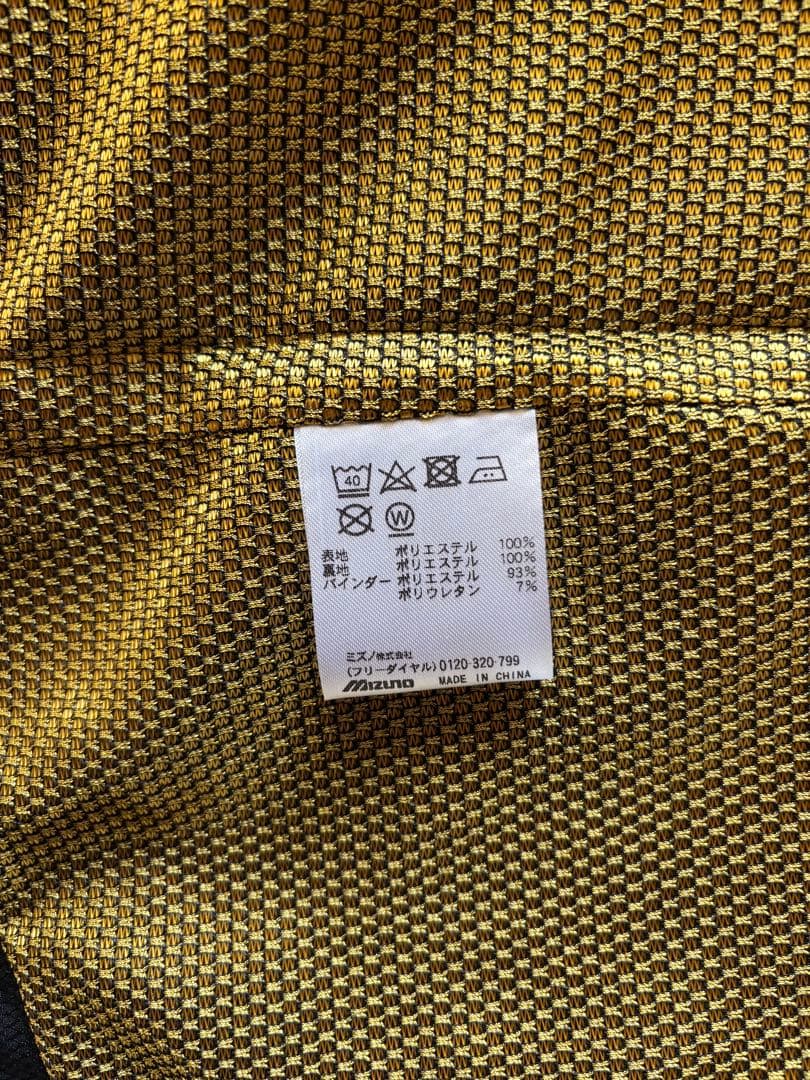 40
W
表地 ポリエステル 100%
裏地 ポリエステル 100%
バインダー ポリエステル 93%
ポリウレタン 7%
ミズノ株式会社
(フリーダイヤル)0120-320-799
MIZUNO MADE IN CHINA